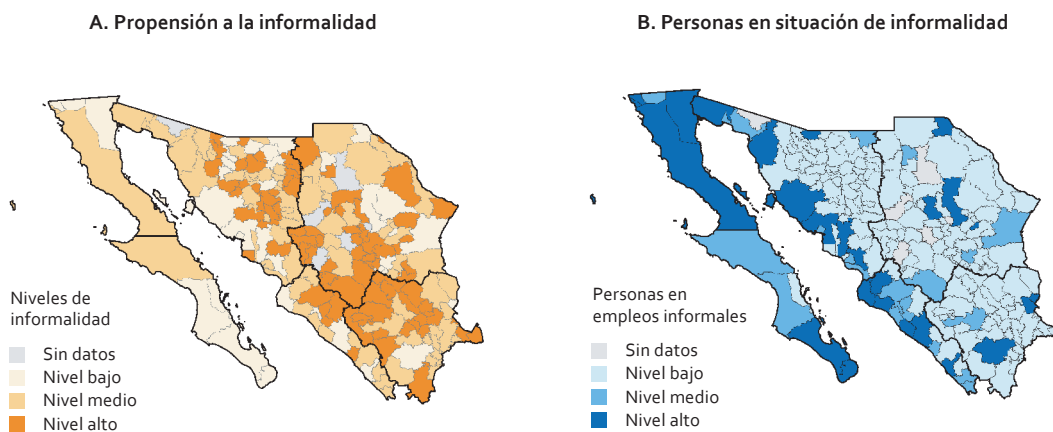 A. Propensión a la informalidad
B. Personas en situación de informalidad
Niveles de
informalidad
Sin datos
Nivel bajo
Nivel medio
Nivel alto
Personas en
empleos informales
Sin datos
Nivel bajo
Nivel medio
Nivel alto